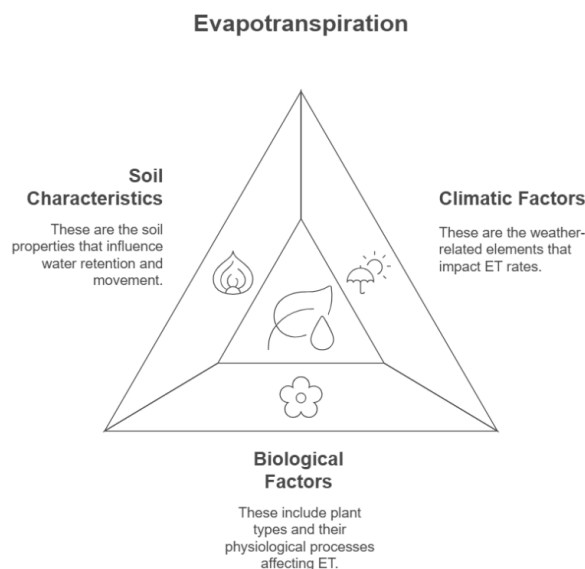 Evapotranspiration
Soil
Characteristics
These are the soil
properties that influence
water retention and
movement.
Climatic Factors
These are the weather-
related elements that
impact ET rates.
Biological
Factors
These include plant
types and their
physiological processes
affecting ET.